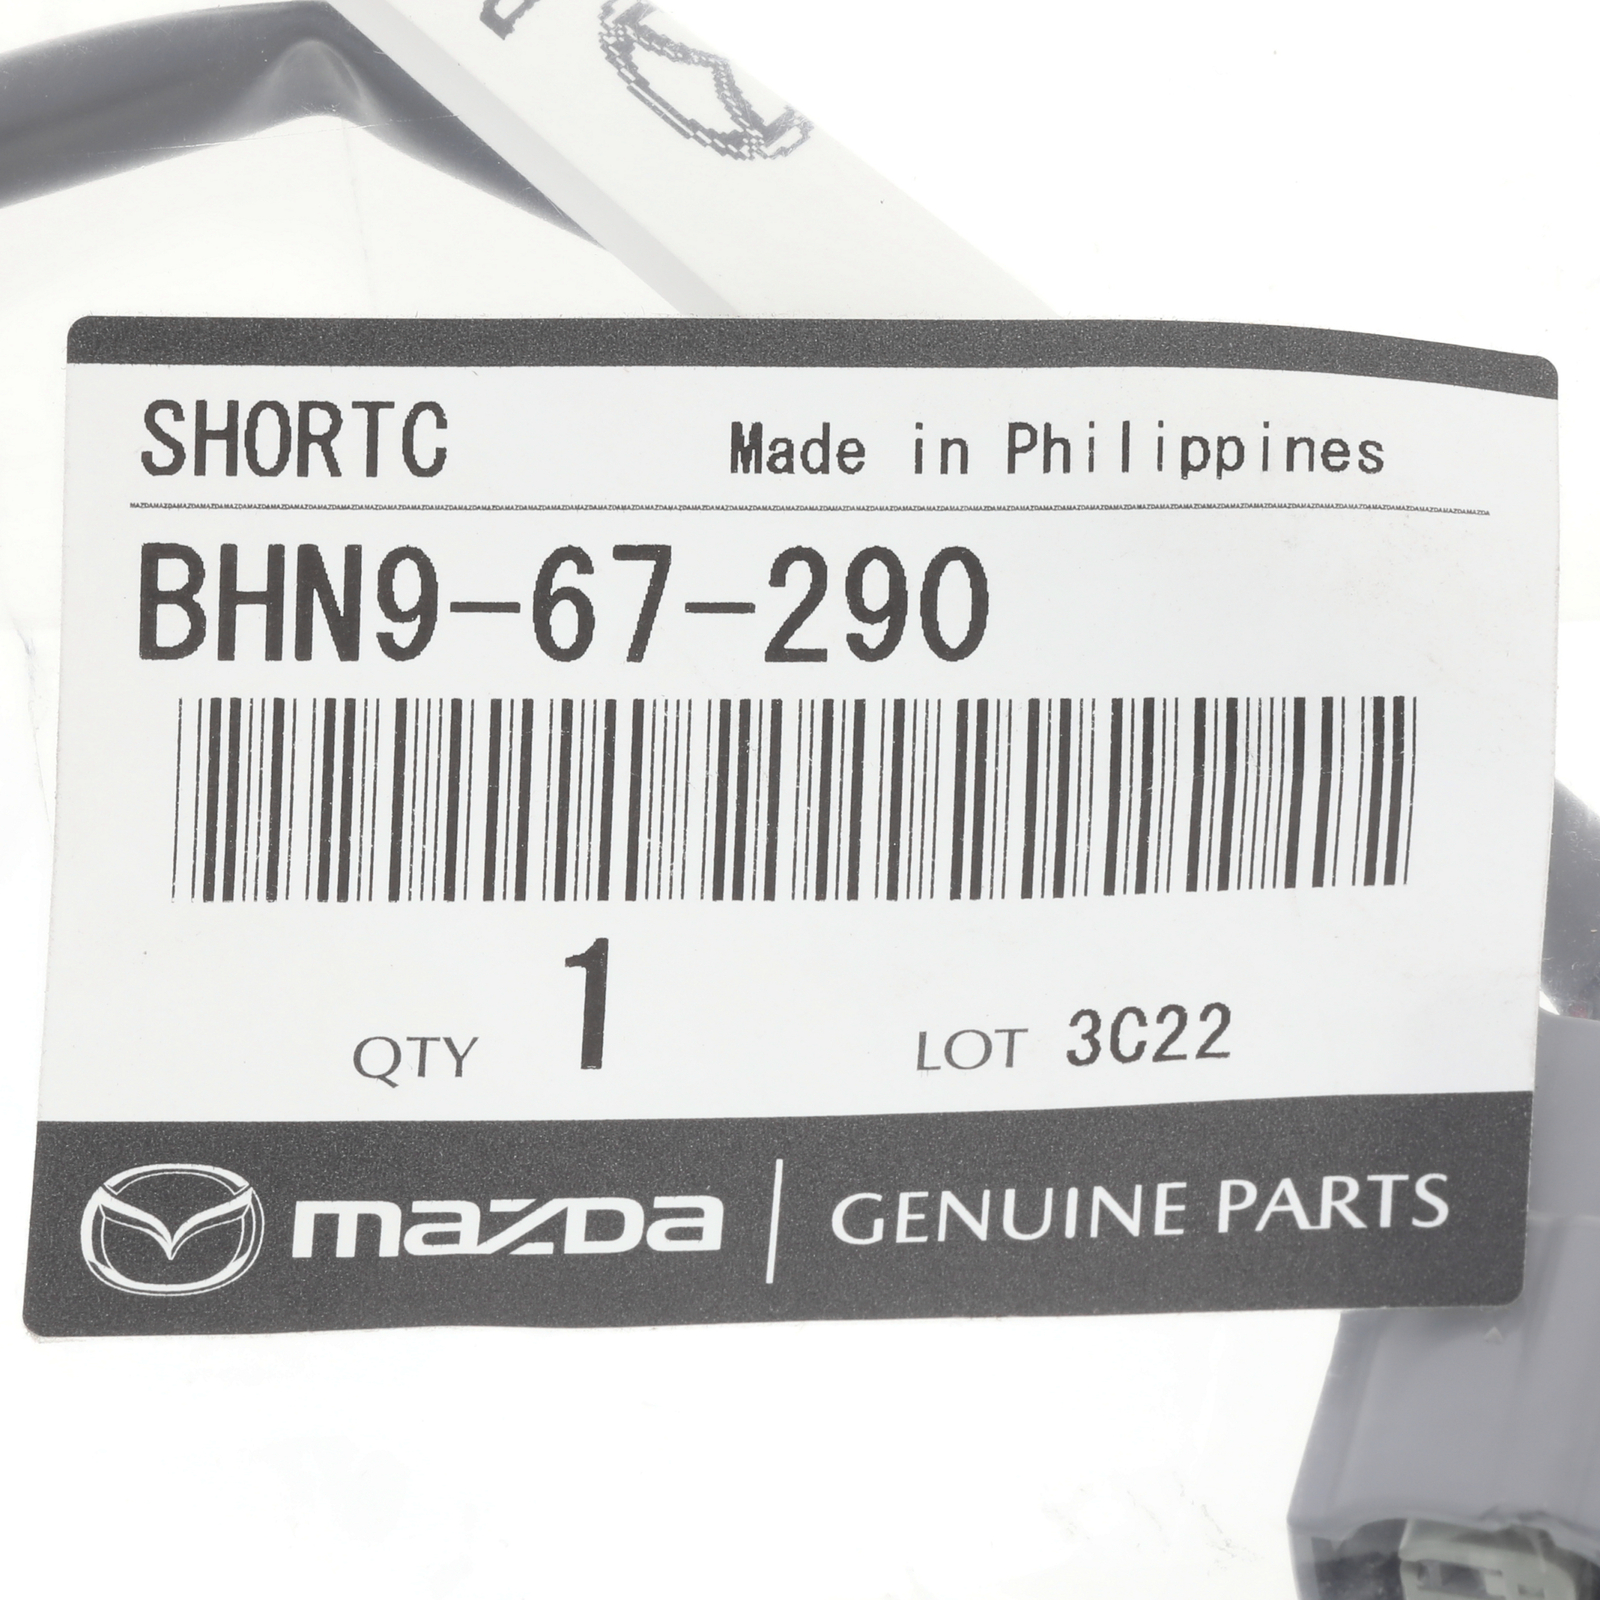 SHORTC Made in Philippines
BHN9-67-290
QTY 1 LOT 3C22
mazda GENUINE PARTS